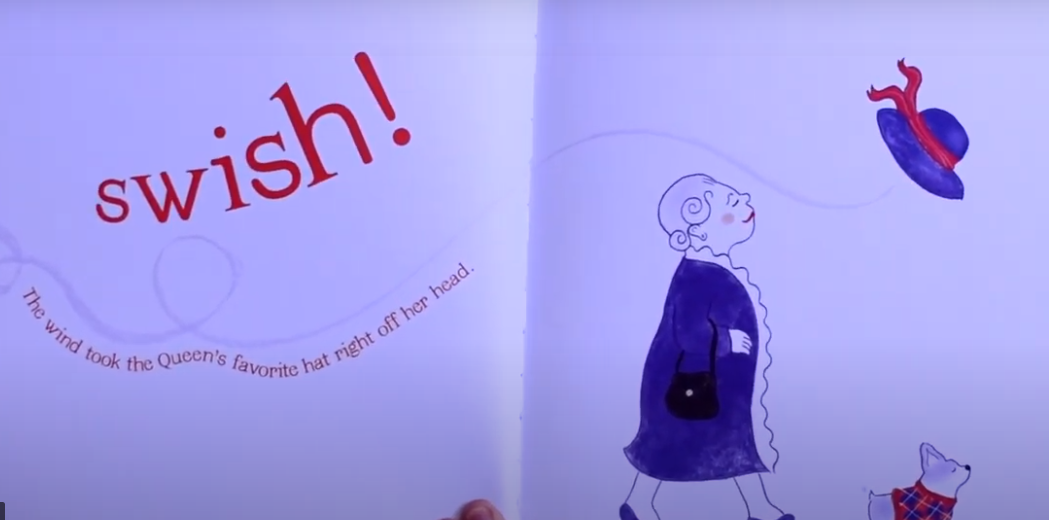 swish!
The wind took the Queen's favorite hat right off her head.